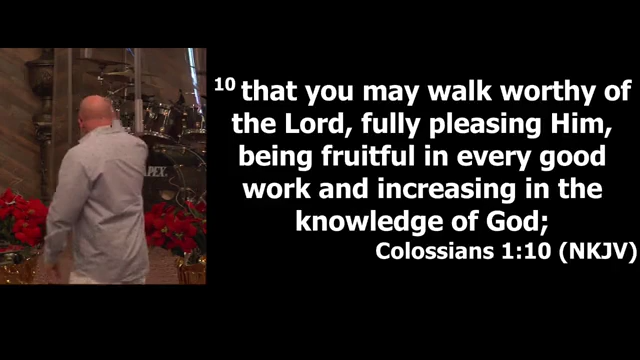 10 that you may walk worthy of
the Lord, fully pleasing Him,
being fruitful in every good
work and increasing in the
knowledge of God;
Colossians 1:10 (NKJV)
APEX